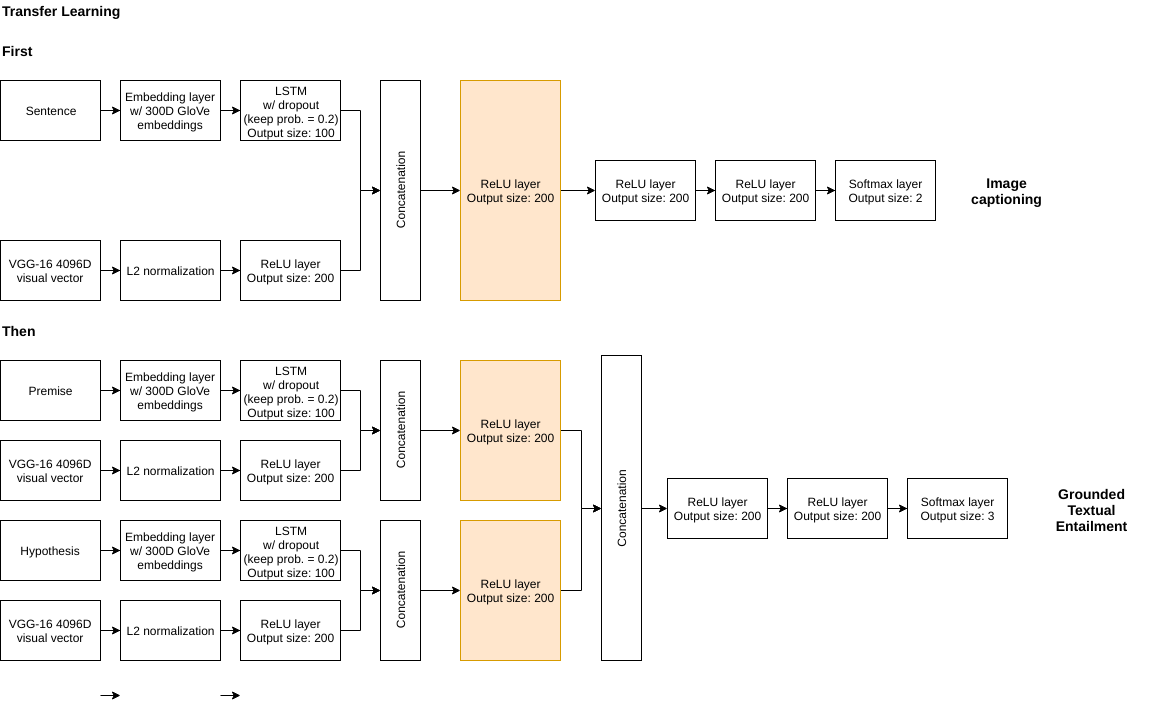 Transfer Learning
First
Sentence
Embedding layer
w/ 300D GloVe
embeddings
LSTM
w/ dropout
(keep prob. = 0.2)
Output size: 100
VGG-16 4096D
visual vector
L2 normalization
ReLU layer
Output size: 200
Concatenation
ReLU layer
Output size: 200
ReLU layer
Output size: 200
ReLU layer
Output size: 200
Softmax layer
Output size: 2
Image
captioning
Then
Premise
Embedding layer
w/ 300D GloVe
embeddings
LSTM
w/ dropout
(keep prob. = 0.2)
Output size: 100
VGG-16 4096D
visual vector
L2 normalization
ReLU layer
Output size: 200
Concatenation
ReLU layer
Output size: 200
Hypothesis
Embedding layer
w/ 300D GloVe
embeddings
LSTM
w/ dropout
(keep prob. = 0.2)
Output size: 100
VGG-16 4096D
visual vector
L2 normalization
ReLU layer
Output size: 200
Concatenation
ReLU layer
Output size: 200
Concatenation
ReLU layer
Output size: 200
ReLU layer
Output size: 200
Softmax layer
Output size: 3
Grounded
Textual
Entailment